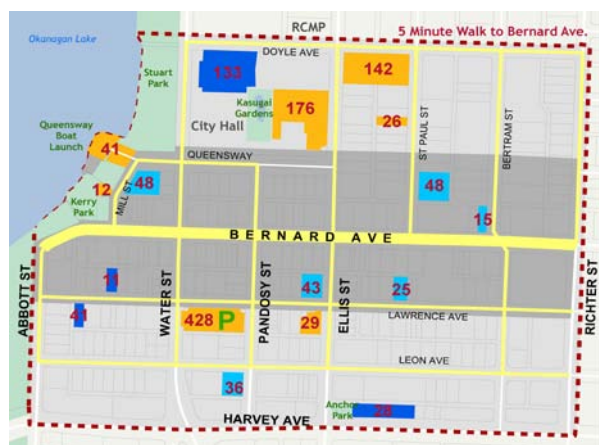 RCMP
5 Minute Walk to Bernard Ave.
Okanagan Lake
DOYLE AVE
Stuart
Park
133
142
Kasugai
Gardens
176
26
City Hall
ST PAUL ST
BERTRAM ST
Queensway
Boat
Launch
41
QUEENSWAY
12
48
48
MILL ST
Kerry
Park
15
BERNARD AVE
ABBOTT ST
WATER ST
PANDOSY ST
ELLIS ST
RICHTER ST
11
43
25
41
428 P
29
LAWRENCE AVE
LEON AVE
36
Anchor
Park
28
HARVEY AVE